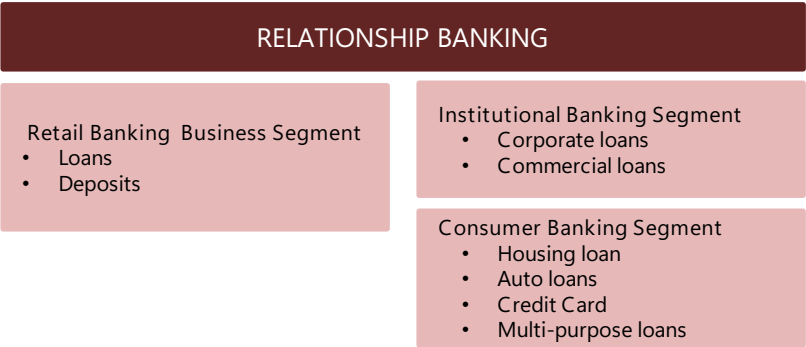 RELATIONSHIP BANKING
Retail Banking Business Segment
• Loans
• Deposits
Institutional Banking Segment
• Corporate loans
• Commercial loans
Consumer Banking Segment
• Housing loan
• Auto loans
• Credit Card
• Multi-purpose loans